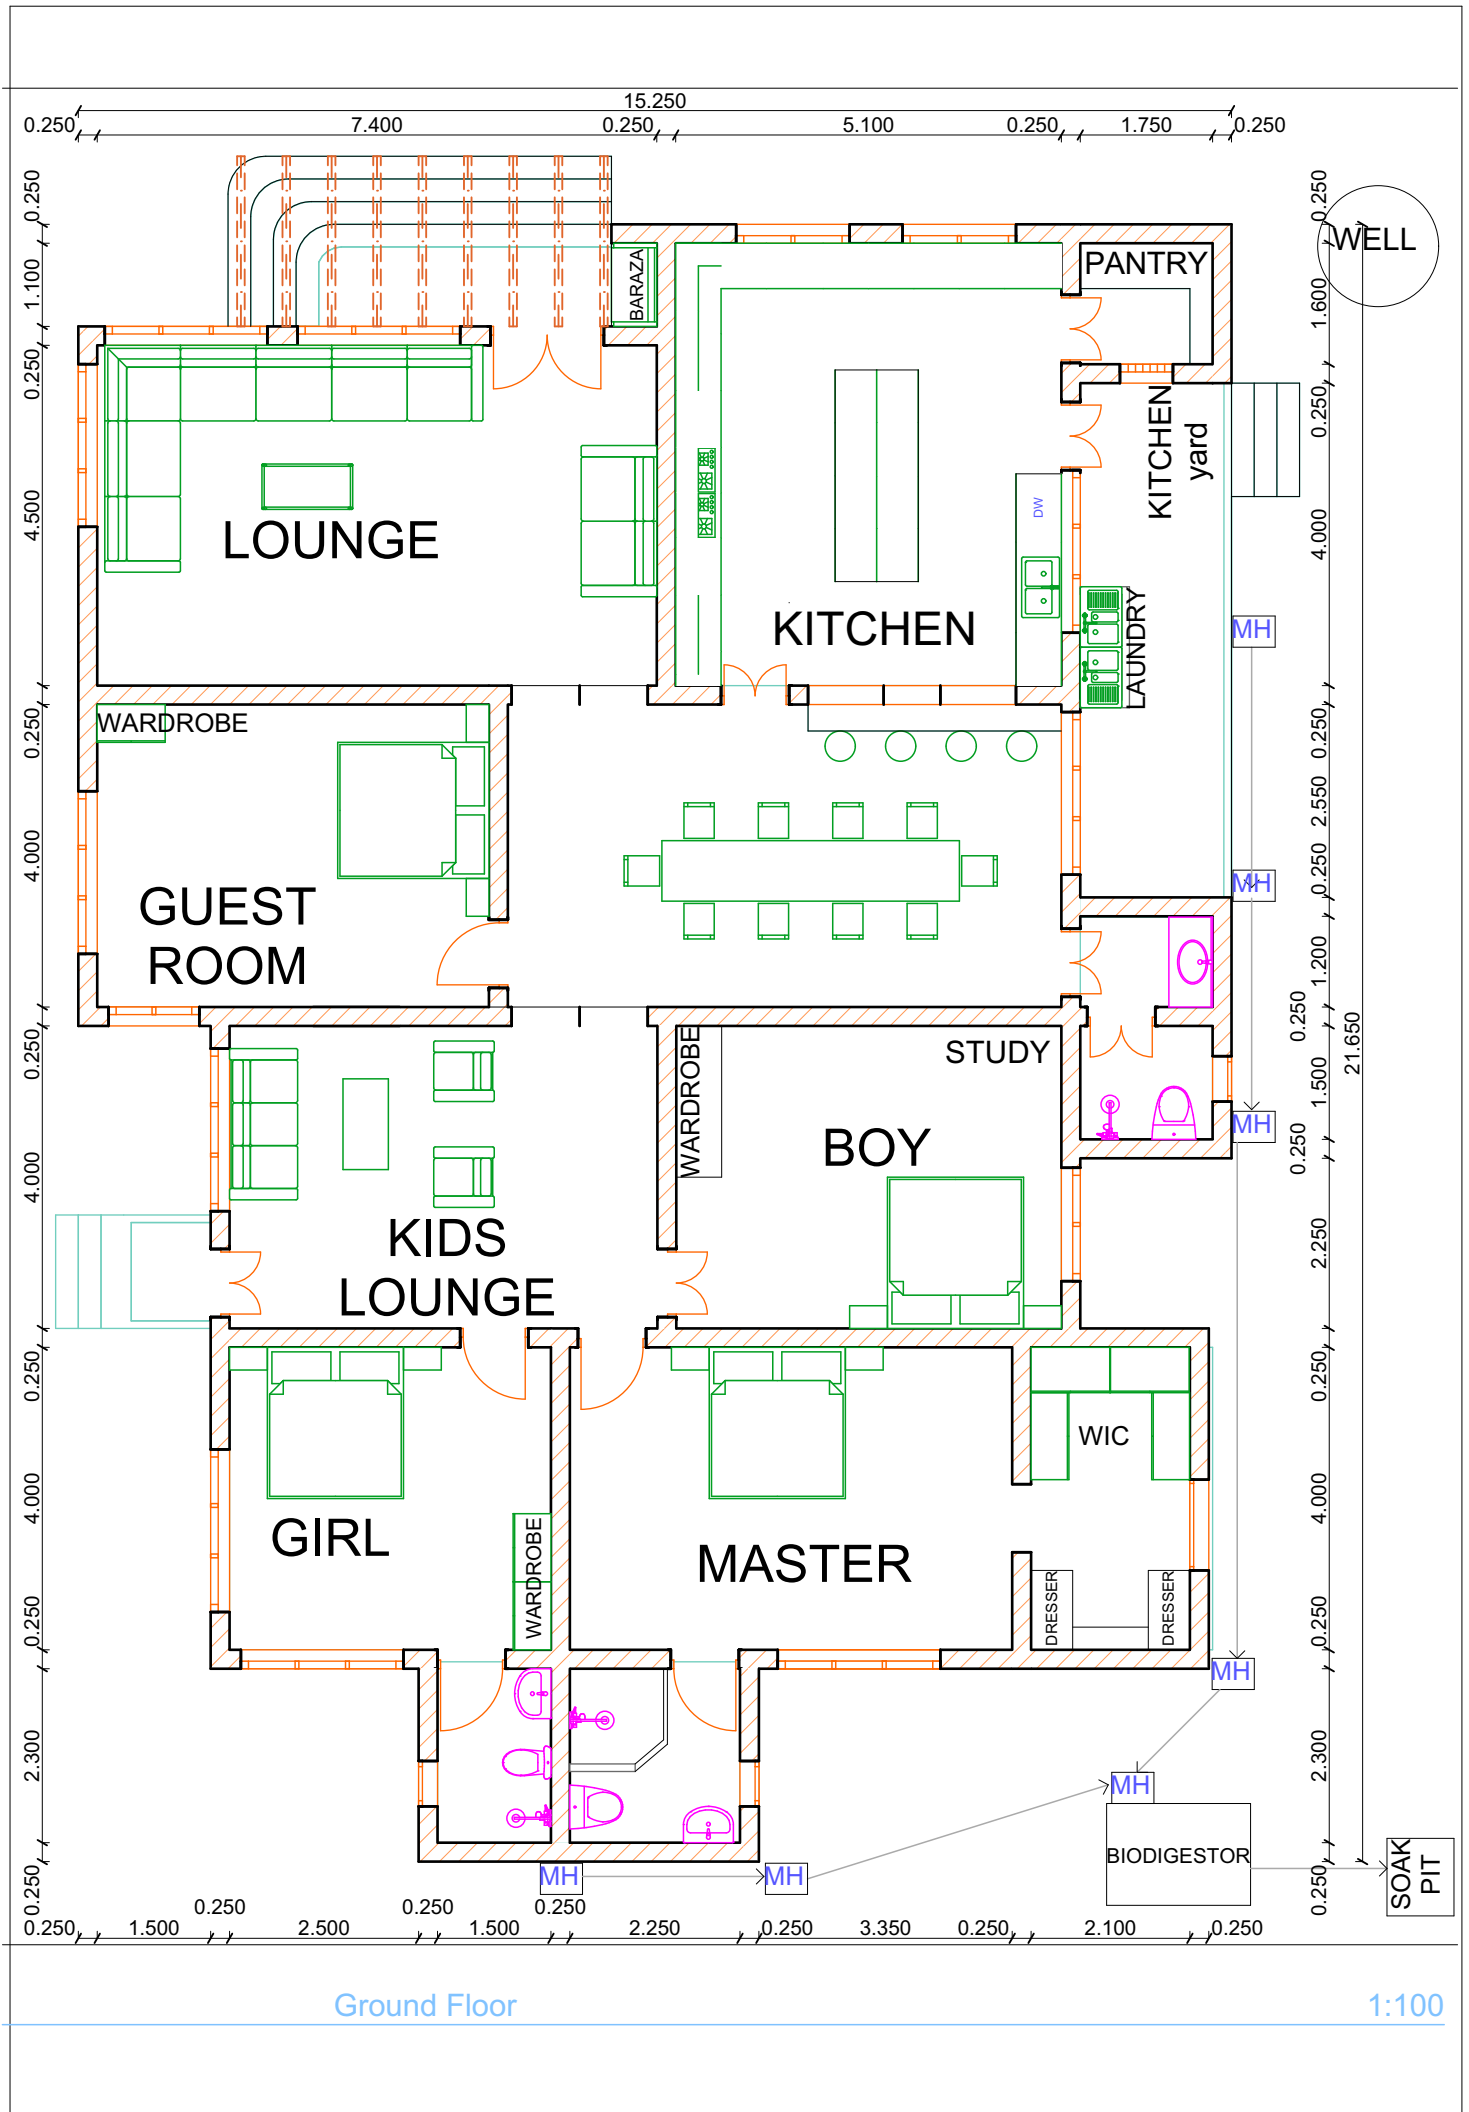 15.250
0.250 7.400 0.250 5.100 0.250 1.750 0.250
0.250
1.100
0.250
4.500
0.250
4.000
0.250
4.000
0.250
4.000
0.250
2.300
0.250
0.250
1.600
0.250
4.000
0.250
2.550
0.250
1.200
0.250
1.500
0.250
2.250
0.250
4.000
0.250
2.300
0.250
21.650
WELL
BARAZA
PANTRY
KITCHEN
yard
LOUNGE
DW
KITCHEN
LAUNDRY
MH
WARDROBE
GUEST
ROOM
MH
WARDROBE
STUDY
BOY
MH
KIDS
LOUNGE
WIC
GIRL
WARDROBE
MASTER
DRESSER
DRESSER
MH
MH
BIODIGESTOR
SOAK
PIT
MH
MH
0.250 0.250 0.250
0.250 1.500 2.500 1.500 2.250 0.250 3.350 0.250 2.100 0.250
Ground Floor
1:100